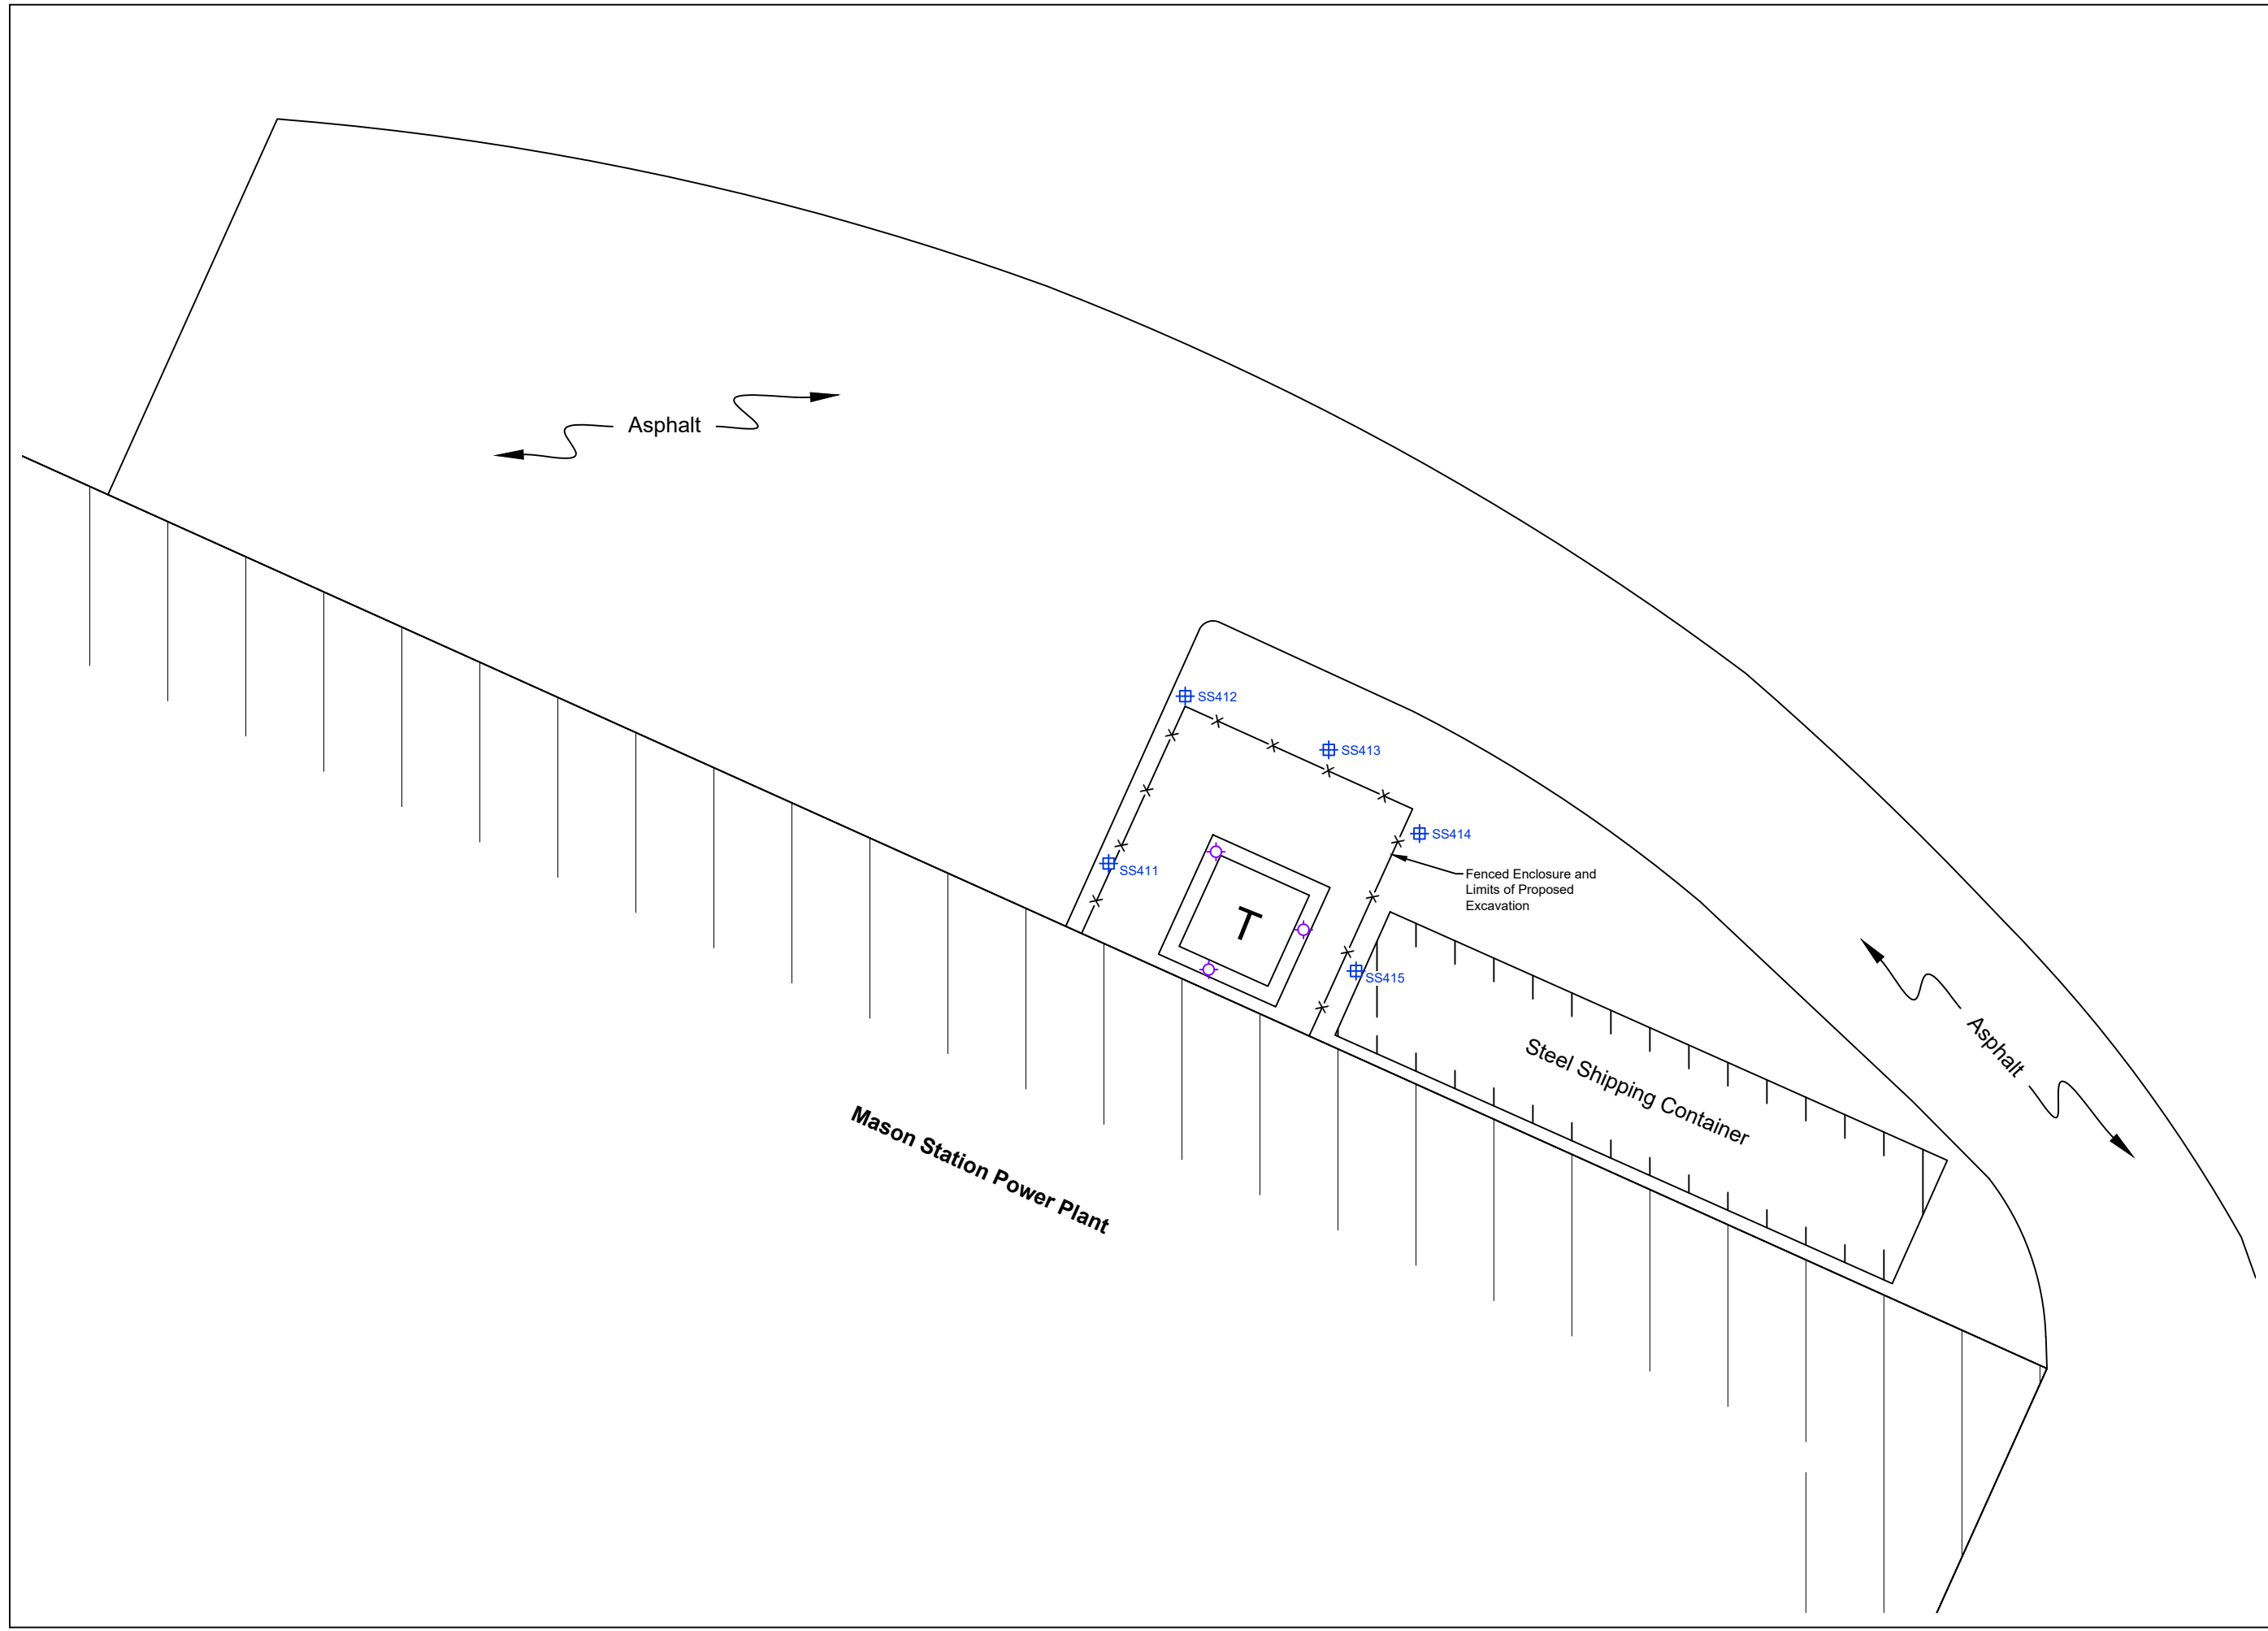 Asphalt
SS412
SS413
SS414
SS411
Fenced Enclosure and
Limits of Proposed
Excavation
T
SS415
Steel Shipping Container
Asphalt
Mason Station Power Plant